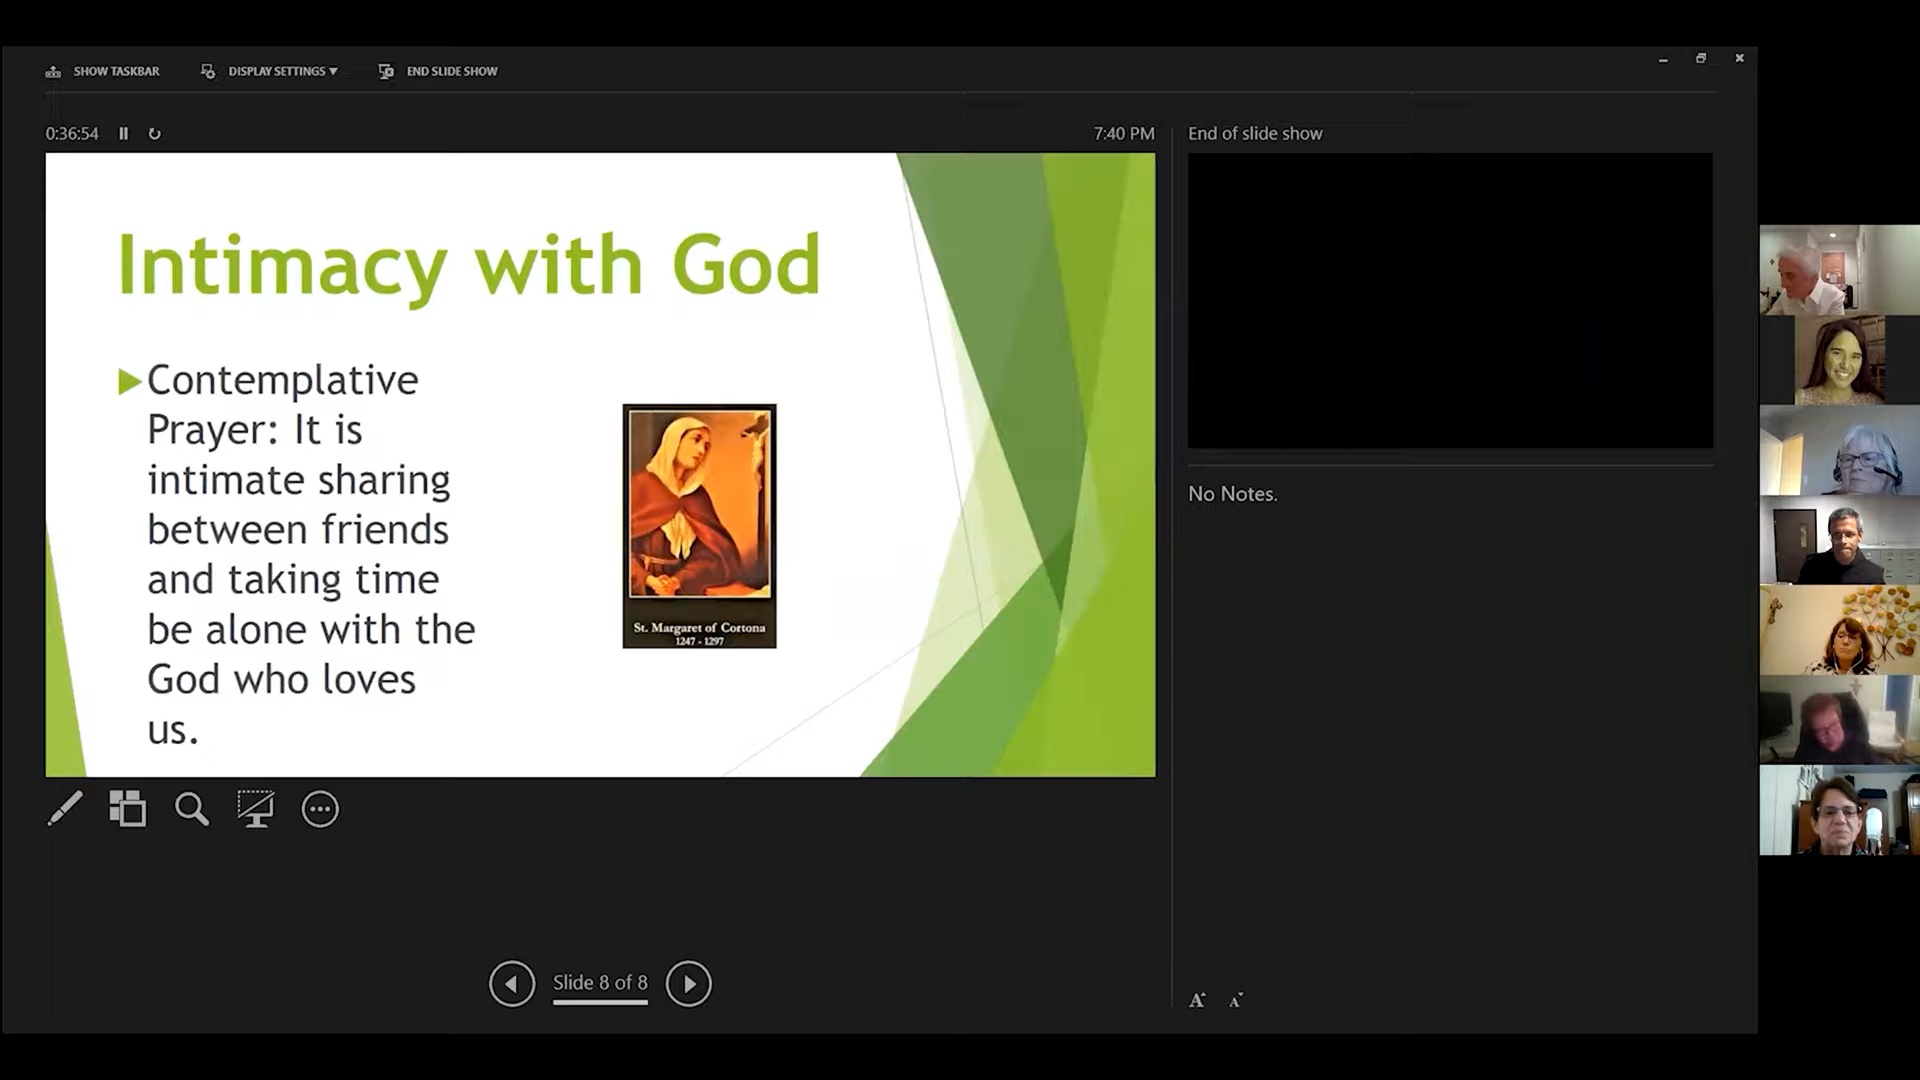 SHOW TASKBAR DISPLAY SETTINGS ▼ END SLIDE SHOW
0:36:54 7:40 PM
End of slide show
Intimacy with God
Contemplative
Prayer: It is
intimate sharing
between friends
and taking time
be alone with the
God who loves
us.
St. Margaret of Cortona
1247 - 1297
No Notes.
Slide 8 of 8
A A